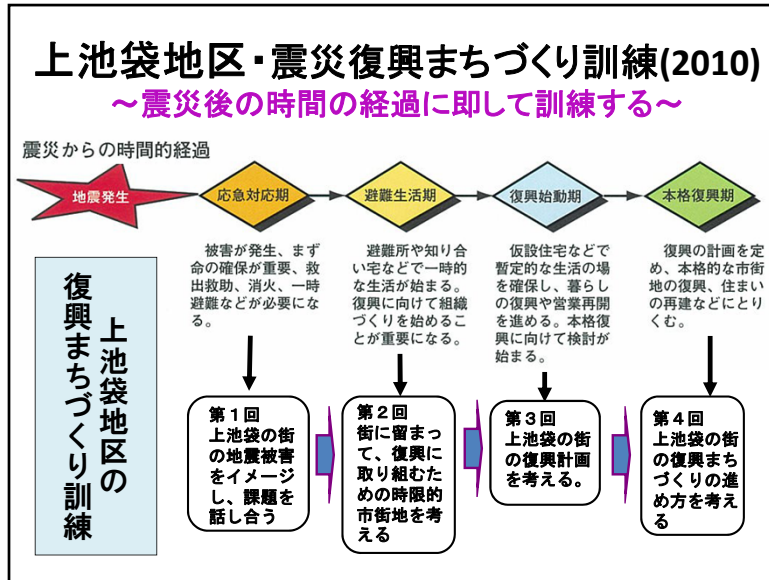 上池袋地区・震災復興まちづくり訓練(2010)
～震災後の時間の経過に即して訓練する～
震災からの時間的経過
地震発生
応急対応期
避難生活期
復興始動期
本格復興期
被害が発生、まず
命の確保が重要、救
出救助、消火、一時
避難などが必要にな
る。
避難所や知り合
い宅などで一時的
な生活が始まる。
復興に向けて組織
づくりを始めるこ
とが重要になる。
仮設住宅などで
暫定的な生活の場
を確保し、暮らし
の復興や営業再開
を進める。本格復
興に向けて検討が
始まる。
復興の計画を定
め、本格的な市街
地の復興、住まい
の再建などにとり
くむ。
上池袋地区の
復興まちづくり訓練
第１回
上池袋の街
の地震被害
をイメージ
し、課題を
話し合う
第２回
街に留まっ
て、復興に
取り組むた
めの時限的
市街地を考
える
第３回
上池袋の街
の復興計画
を考える。
第４回
上池袋の街
の復興まち
づくりの進
め方を考え
る